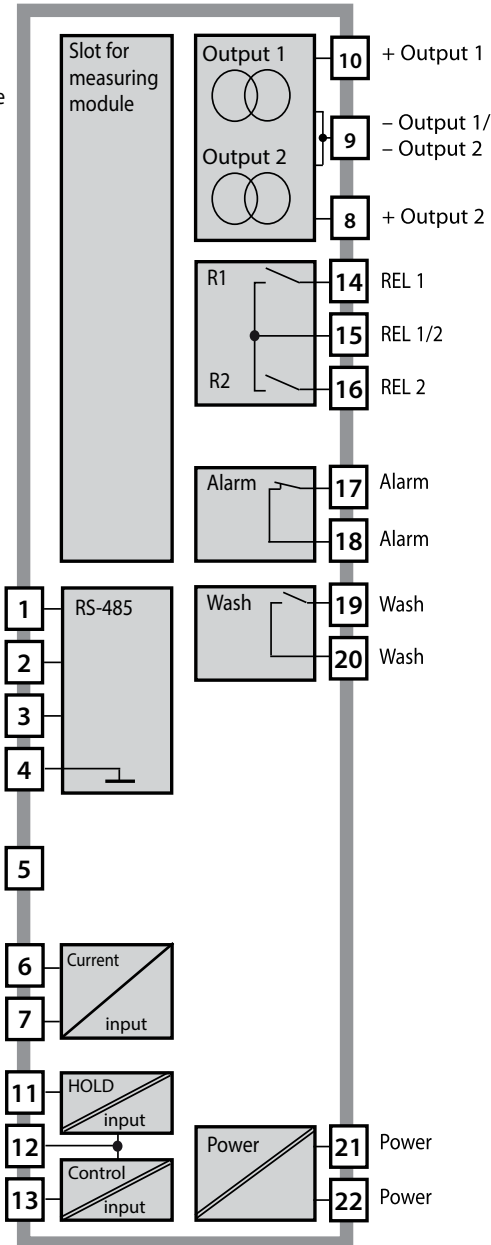 e
Slot for
measuring
module
Output 1
Output 2
10
+ Output 1
9
– Output 1/
– Output 2
8
+ Output 2
R1
R2
14
REL 1
15
REL 1/2
16
REL 2
Alarm
17
Alarm
18
Alarm
1
2
3
4
RS-485
Wash
19
Wash
20
Wash
5
6
7
Current
input
11
12
13
HOLD
input
Control
input
Power
21
Power
22
Power